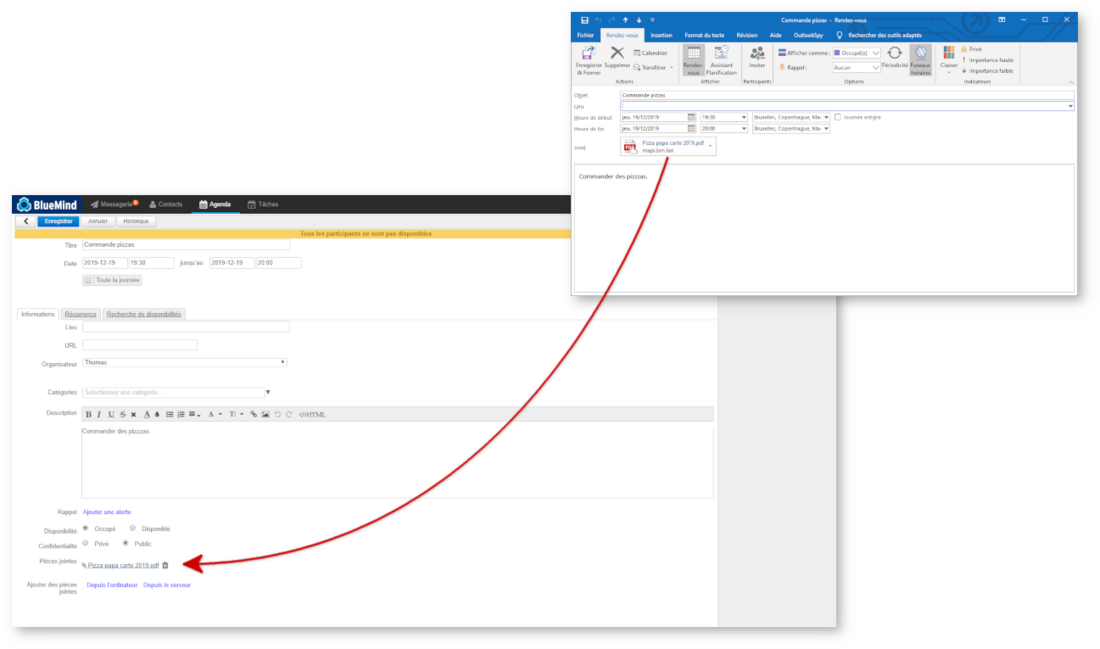 Commande pizzas - Rendez-vous
Fichier Rendez-vous Insertion Format du texte Révision Aide OutlookSpy Rechercher des outils adaptés
Enregistrer & Fermer Supprimer Calendrier Transférer
Rendez-vous Assistant Planification Inviter
Afficher comme : Occupé(e)
Rappel : Aucun
Périodicité Fuseaux horaires Classer
Privé
Importance haute
Importance faible
Actions Afficher Participants Options Indicateurs
Objet Commande pizzas
Lieu
Heure de début jeu. 19/12/2019 19:30 Bruxelles, Copenhague, Ma Journée entière
Heure de fin jeu. 19/12/2019 20:00 Bruxelles, Copenhague, Ma
Joint Pizza papa carte 2019.pdf
mapi.bm.lan
Commander des pizzzas.
BlueMind Messagerie Contacts Agenda Tâches
Enregistrer Annuler Historique
Tous les participants ne sont pas disponibles
Titre Commande pizzas
Date 2019-12-19 19:30 jusqu'au 2019-12-19 20:00
Toute la journée
Informations Récurrence Recherche de disponibilités
Lieu
URL
Organisateur Thomas
Catégories Sélectionner une catégorie...
Description B I U S A A T HTML
Commander des pizzzas.
Rappel Ajouter une alerte
Disponibilité Occupé Disponible
Confidentialité Privé Public
Pièces jointes Pizza papa carte 2019.pdf
Ajouter des pièces jointes Depuis l'ordinateur Depuis le serveur